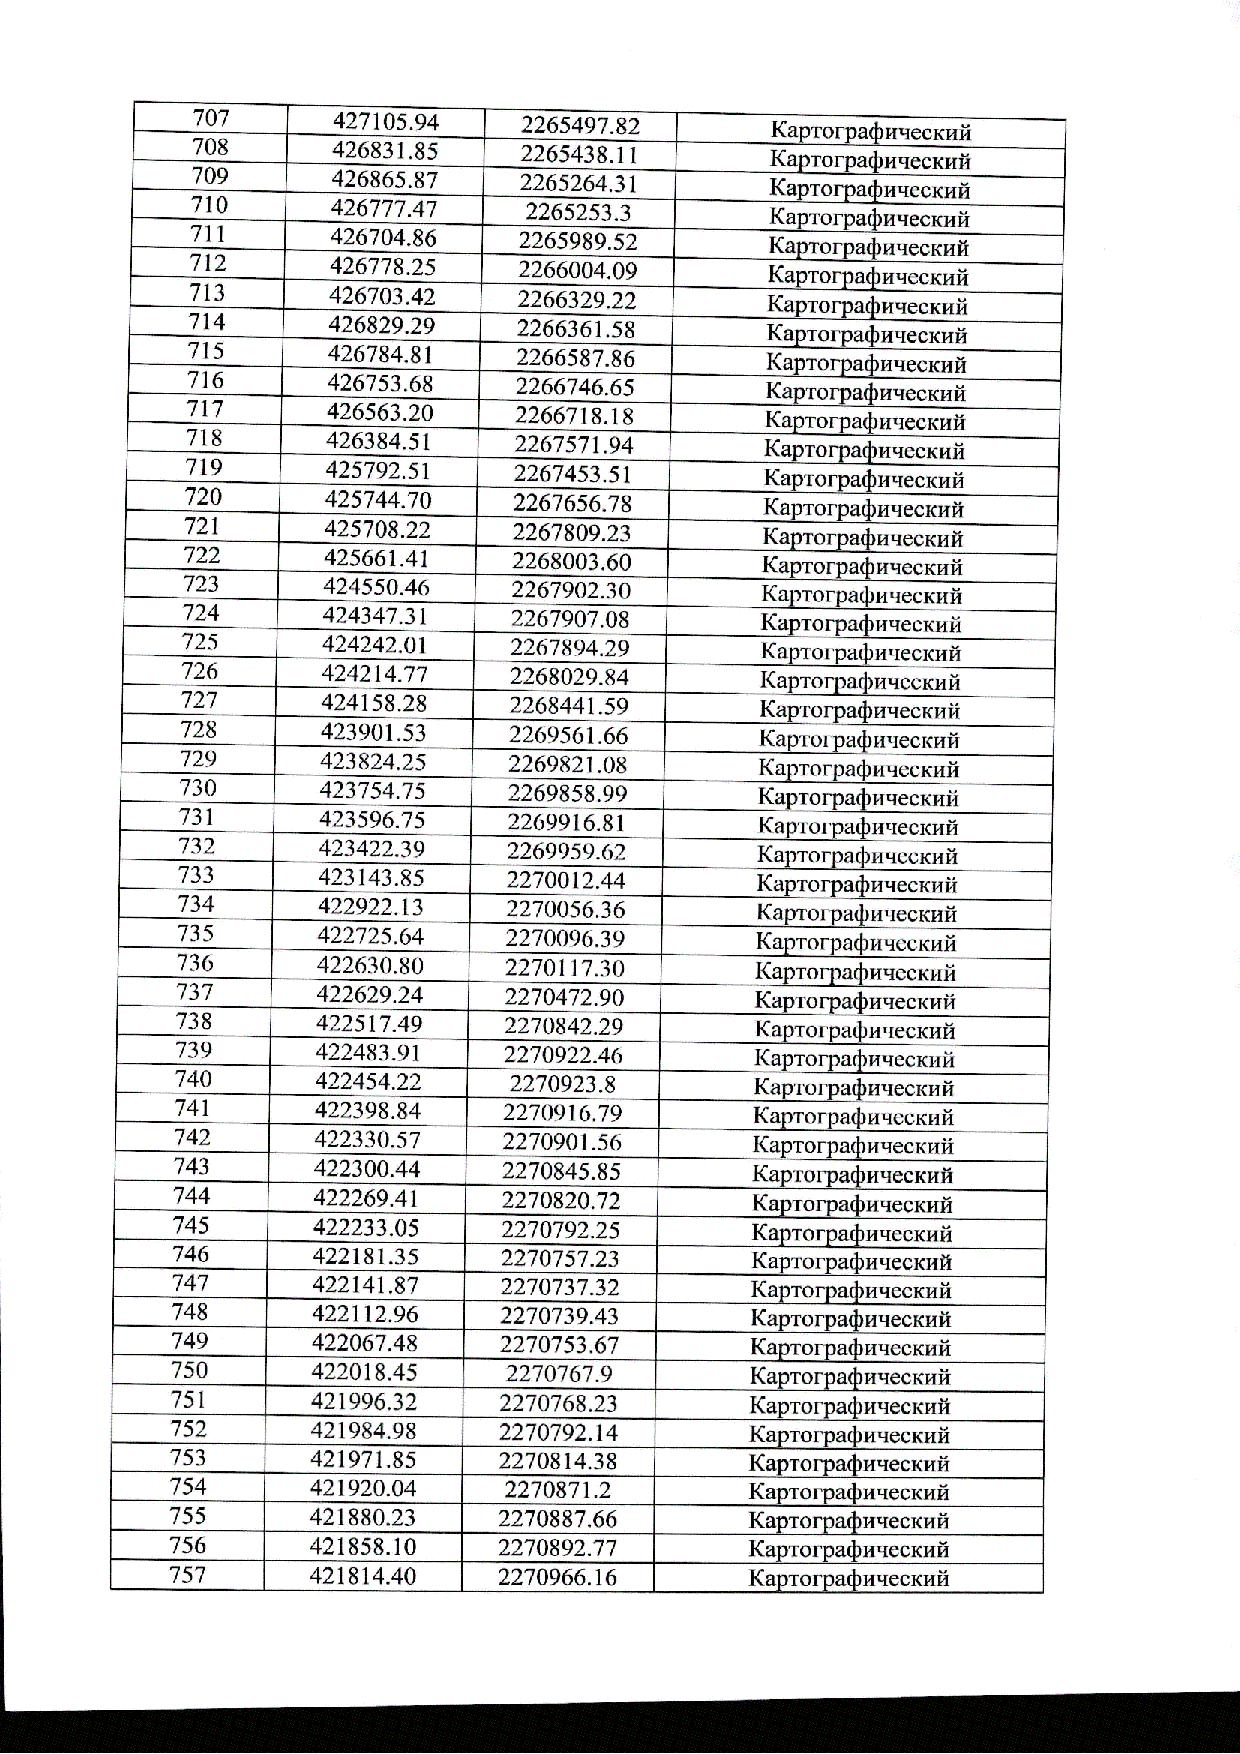 707 427105.94 2265497.82 Картографический
708 426831.85 2265438.11 Картографический
709 426865.87 2265264.31 Картографический
710 426777.47 2265253.3 Картографический
711 426704.86 2265989.52 Картографический
712 426778.25 2266004.09 Картографический
713 426703.42 2266329.22 Картографический
714 426829.29 2266361.58 Картографический
715 426784.81 2266587.86 Картографический
716 426753.68 2266746.65 Картографический
717 426563.20 2266718.18 Картографический
718 426384.51 2267571.94 Картографический
719 425792.51 2267453.51 Картографический
720 425744.70 2267656.78 Картографический
721 425708.22 2267809.23 Картографический
722 425661.41 2268003.60 Картографический
723 424550.46 2267902.30 Картографический
724 424347.31 2267907.08 Картографический
725 424242.01 2267894.29 Картографический
726 424214.77 2268029.84 Картографический
727 424158.28 2268441.59 Картографический
728 423901.53 2269561.66 Картографический
729 423824.25 2269821.08 Картографический
730 423754.75 2269858.99 Картографический
731 423596.75 2269916.81 Картографический
732 423422.39 2269959.62 Картографический
733 423143.85 2270012.44 Картографический
734 422922.13 2270056.36 Картографический
735 422725.64 2270096.39 Картографический
736 422630.80 2270117.30 Картографический
737 422629.24 2270472.90 Картографический
738 422517.49 2270842.29 Картографический
739 422483.91 2270922.46 Картографический
740 422454.22 2270923.8 Картографический
741 422398.84 2270916.79 Картографический
742 422330.57 2270901.56 Картографический
743 422300.44 2270845.85 Картографический
744 422269.41 2270820.72 Картографический
745 422233.05 2270792.25 Картографический
746 422181.35 2270757.23 Картографический
747 422141.87 2270737.32 Картографический
748 422112.96 2270739.43 Картографический
749 422067.48 2270753.67 Картографический
750 422018.45 2270767.9 Картографический
751 421996.32 2270768.23 Картографический
752 421984.98 2270792.14 Картографический
753 421971.85 2270814.38 Картографический
754 421920.04 2270871.2 Картографический
755 421880.23 2270887.66 Картографический
756 421858.10 2270892.77 Картографический
757 421814.40 2270966.16 Картографический